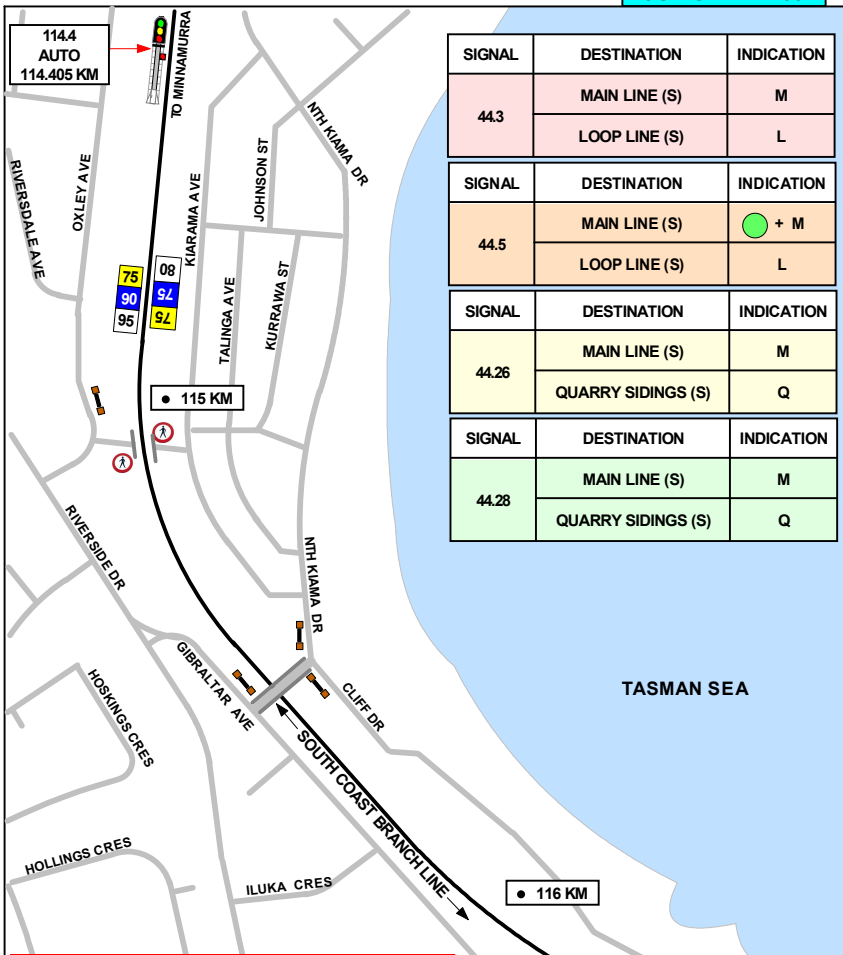 114.4
AUTO
114.405 KM
TO MINNAMURRA
NTH KIAMA DR
RIVERSDALE AVE
OXLEY AVE
KIARAMA AVE
JOHNSON ST
TALINGA AVE
KURRAWA ST
75
90
95
80
75
75
115 KM
RIVERSIDE DR
NTH KIAMA DR
GIBRALTAR AVE
CLIFF DR
HOSKINGS CRES
SOUTH COAST BRANCH LINE
HOLLINGS CRES
ILUKA CRES
116 KM
TASMAN SEA
SIGNAL DESTINATION INDICATION
44.3 MAIN LINE (S) M
LOOP LINE (S) L
SIGNAL DESTINATION INDICATION
44.5 MAIN LINE (S) + M
LOOP LINE (S) L
SIGNAL DESTINATION INDICATION
44.26 MAIN LINE (S) M
QUARRY SIDINGS (S) Q
SIGNAL DESTINATION INDICATION
44.28 MAIN LINE (S) M
QUARRY SIDINGS (S) Q